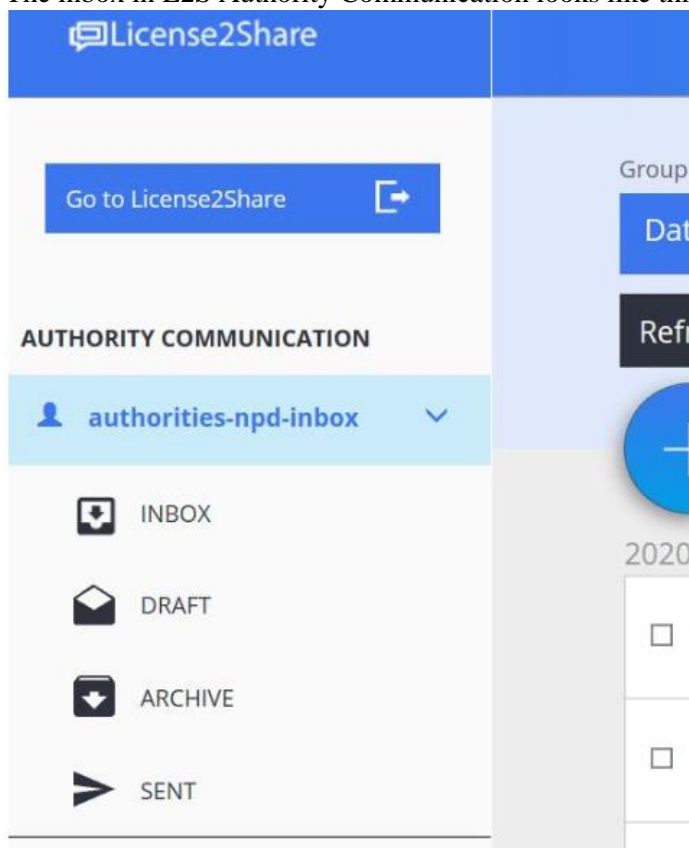 License2Share
Go to License2Share
Group
Dat
Refr
AUTHORITY COMMUNICATION
authorities-npd-inbox
INBOX
2020
DRAFT
ARCHIVE
SENT